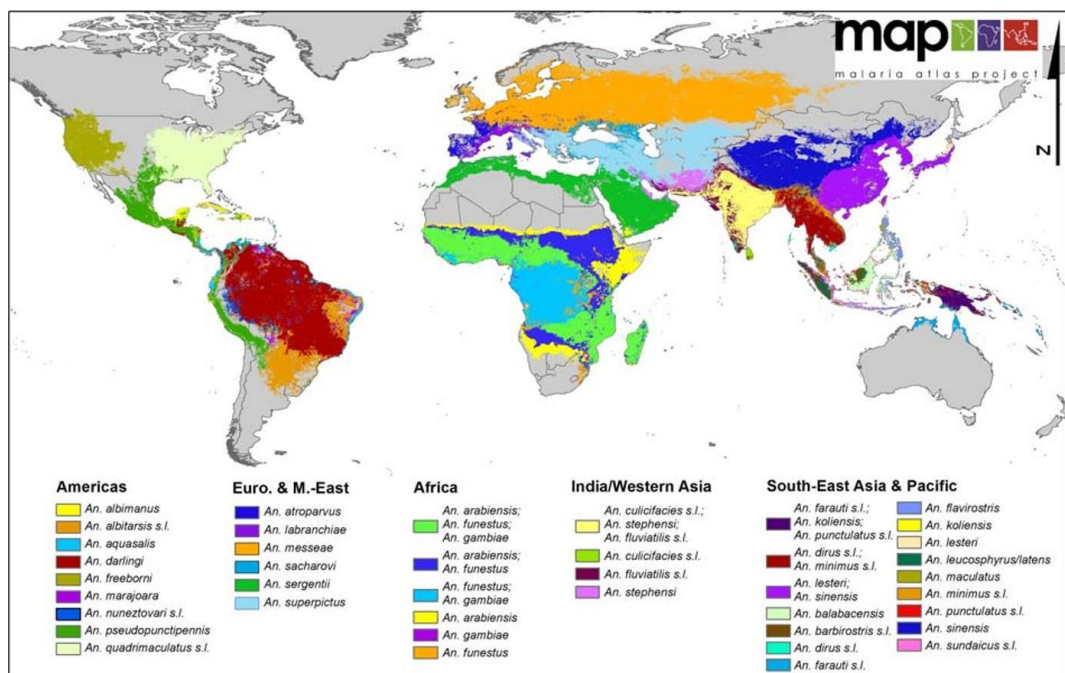 map
malaria atlas project
N
Americas
An. albimanus
An. albitarsis s.l.
An. aquasalis
An. darlingi
An. freeborni
An. marajoara
An. nuneztovari s.l.
An. pseudopunctipennis
An. quadrimaculatus s.l.
Euro. & M.-East
An. atroparvus
An. labranchiae
An. messeae
An. sacharovi
An. sergentii
An. superpictus
Africa
An. arabiensis;
An. funestus;
An. gambiae
An. arabiensis;
An. funestus
An. funestus;
An. gambiae
An. arabiensis
An. gambiae
An. funestus
India/Western Asia
An. culicifacies s.l.;
An. stephensi;
An. fluviatilis s.l.
An. culicifacies s.l.
An. fluviatilis s.l.
An. stephensi
South-East Asia & Pacific
An. farauti s.l.;
An. koliensis;
An. punctulatus s.l.
An. dirus s.l.;
An. minimus s.l.
An. lesteri;
An. sinensis
An. balabacensis
An. barbirostris s.l.
An. dirus s.l.
An. farauti s.l.
An. flavirostris
An. koliensis
An. lesteri
An. leucosphyrus/latens
An. maculatus
An. minimus s.l.
An. punctulatus s.l.
An. sinensis
An. sundaicus s.l.